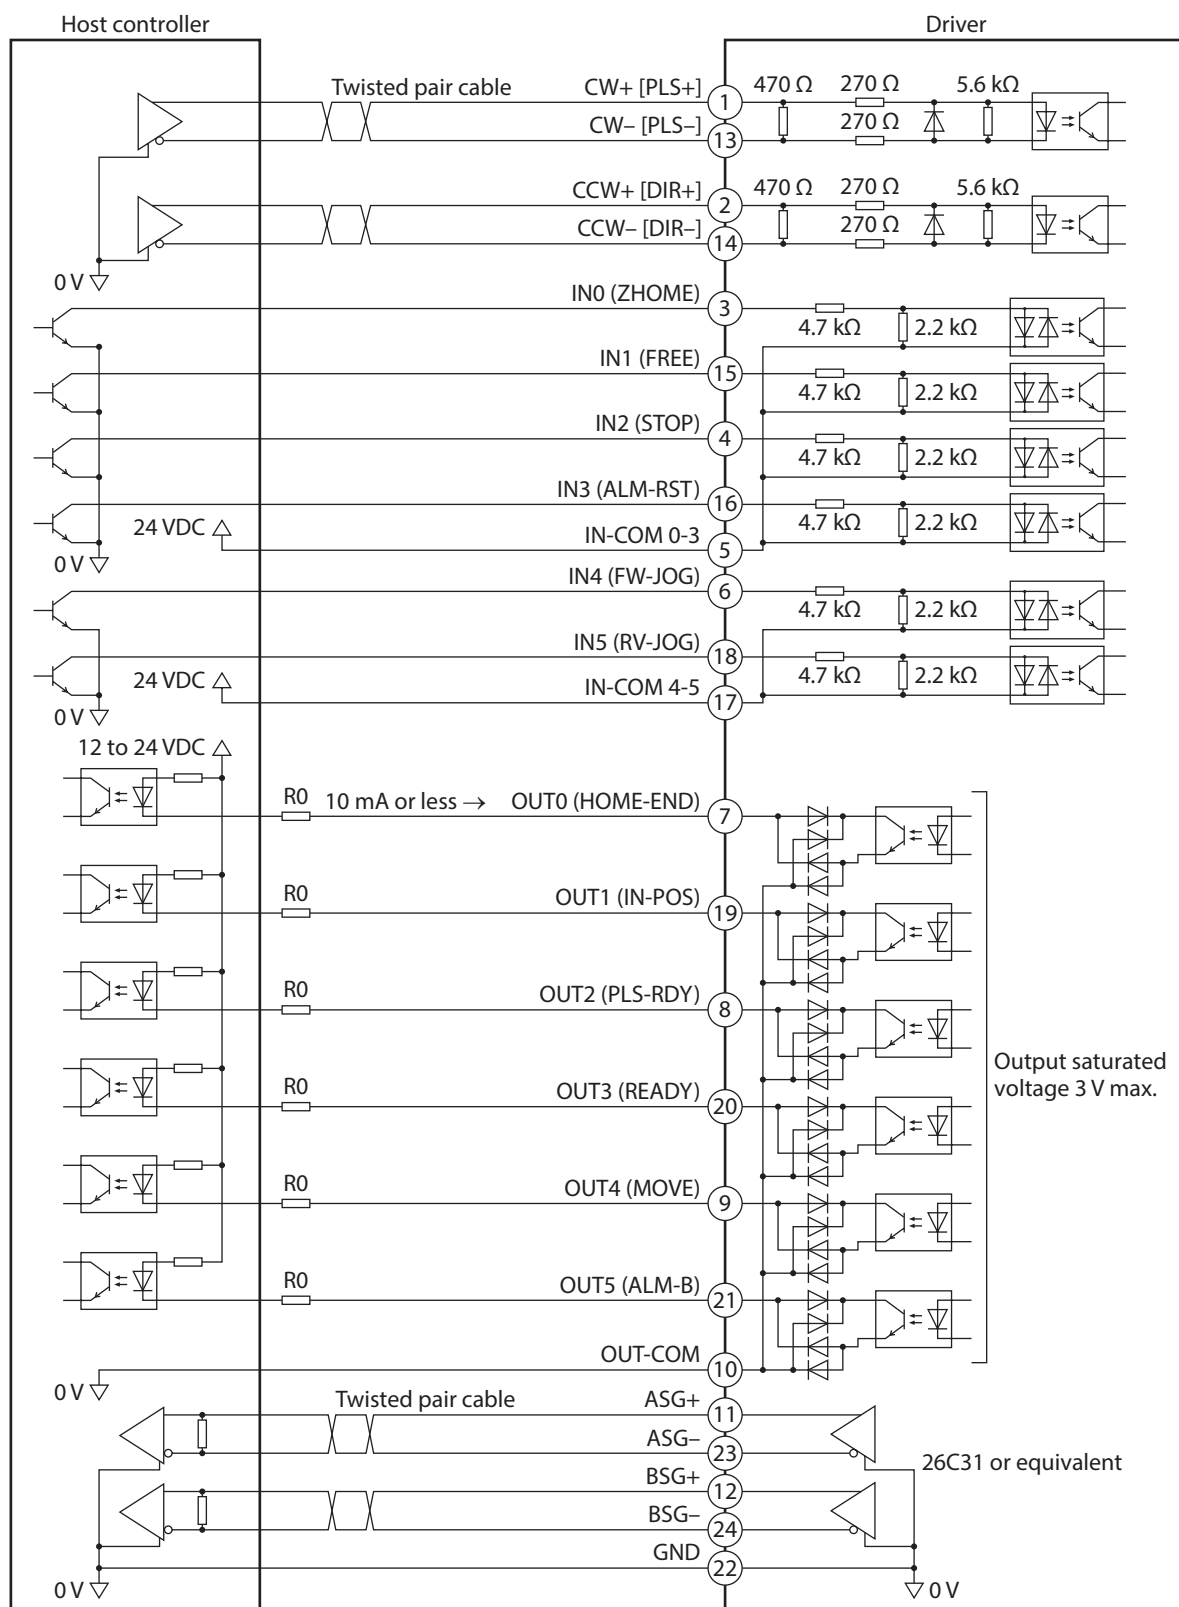 Host controller
Driver
Twisted pair cable
CW+ [PLS+]
1
470 Ω
270 Ω
5.6 kΩ
CW– [PLS–]
13
270 Ω
CCW+ [DIR+]
2
470 Ω
270 Ω
5.6 kΩ
CCW– [DIR–]
14
270 Ω
0 V
IN0 (ZHOME)
3
4.7 kΩ
2.2 kΩ
IN1 (FREE)
15
4.7 kΩ
2.2 kΩ
IN2 (STOP)
4
4.7 kΩ
2.2 kΩ
IN3 (ALM-RST)
16
4.7 kΩ
2.2 kΩ
24 VDC
IN-COM 0-3
5
0 V
IN4 (FW-JOG)
6
4.7 kΩ
2.2 kΩ
IN5 (RV-JOG)
18
4.7 kΩ
2.2 kΩ
24 VDC
IN-COM 4-5
17
0 V
12 to 24 VDC
R0
10 mA or less →
OUT0 (HOME-END)
7
R0
OUT1 (IN-POS)
19
R0
OUT2 (PLS-RDY)
8
Output saturated
voltage 3 V max.
R0
OUT3 (READY)
20
R0
OUT4 (MOVE)
9
R0
OUT5 (ALM-B)
21
OUT-COM
10
0 V
Twisted pair cable
ASG+
11
ASG–
23
26C31 or equivalent
BSG+
12
BSG–
24
GND
22
0 V
0 V